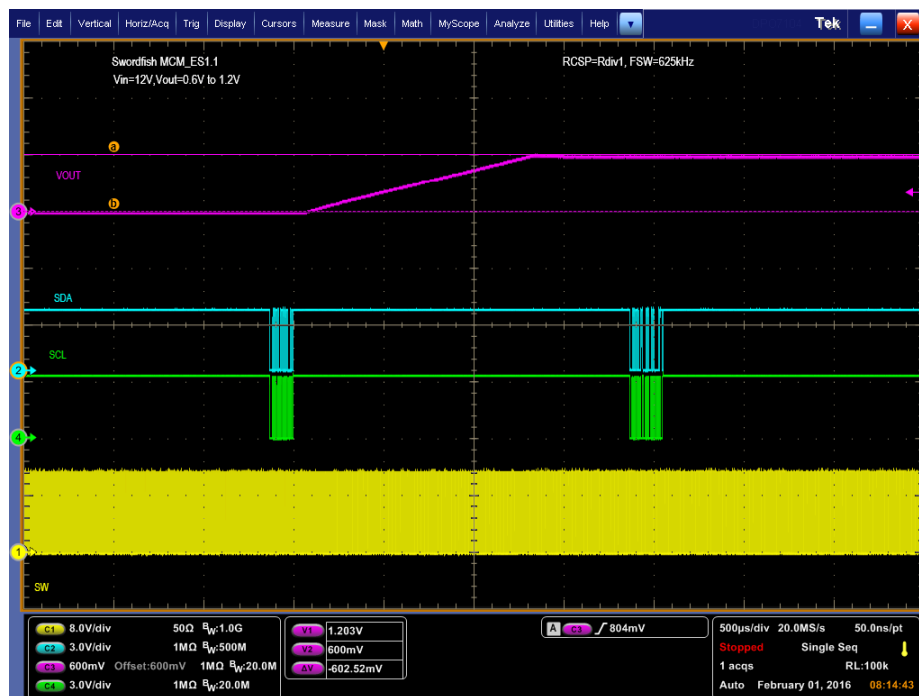 File Edit Vertical Horiz/Acq Trig Display Cursors Measure Mask Math MyScope Analyze Utilities Help Tek X
Swordfish MCM_ES1.1 RCSP=Rdiv1, FSW=625kHz
Vin=12V,Vout=0.6V to 1.2V
a
VOUT
b
3
SDA
SCL
2
4
1
SW
C1 8.0V/div 50Ω BW:1.0G
C2 3.0V/div 1MΩ BW:500M
C3 600mV Offset:600mV 1MΩ BW:20.0M
C4 3.0V/div 1MΩ BW:20.0M
V1 1.203V
V2 600mV
ΔV -602.52mV
A C3 804mV
500µs/div 20.0MS/s 50.0ns/pt
Stopped Single Seq
1 acqs RL:100k
Auto February 01, 2016 08:14:43